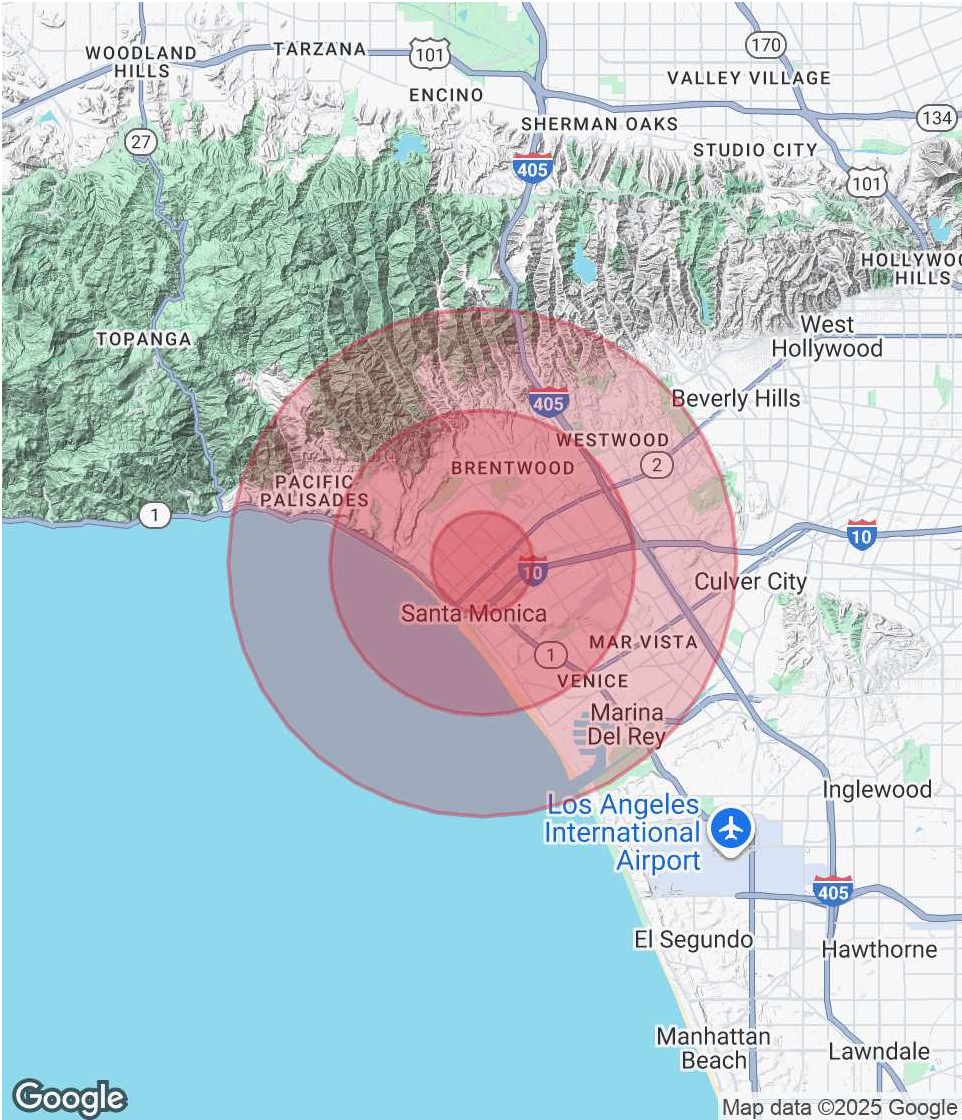 170
WOODLAND
HILLS
TARZANA
101
VALLEY VILLAGE
ENCINO
134
SHERMAN OAKS
27
STUDIO CITY
405
101
HOLLYWOO
HILLS
TOPANGA
West
Hollywood
Beverly Hills
405
WESTWOOD
BRENTWOOD
2
PACIFIC
PALISADES
1
10
10
Culver City
Santa Monica
MAR VISTA
1
VENICE
Marina
Del Rey
Inglewood
Los Angeles
International
Airport
405
El Segundo
Hawthorne
Manhattan
Beach
Lawndale
Google
Map data ©2025 Google